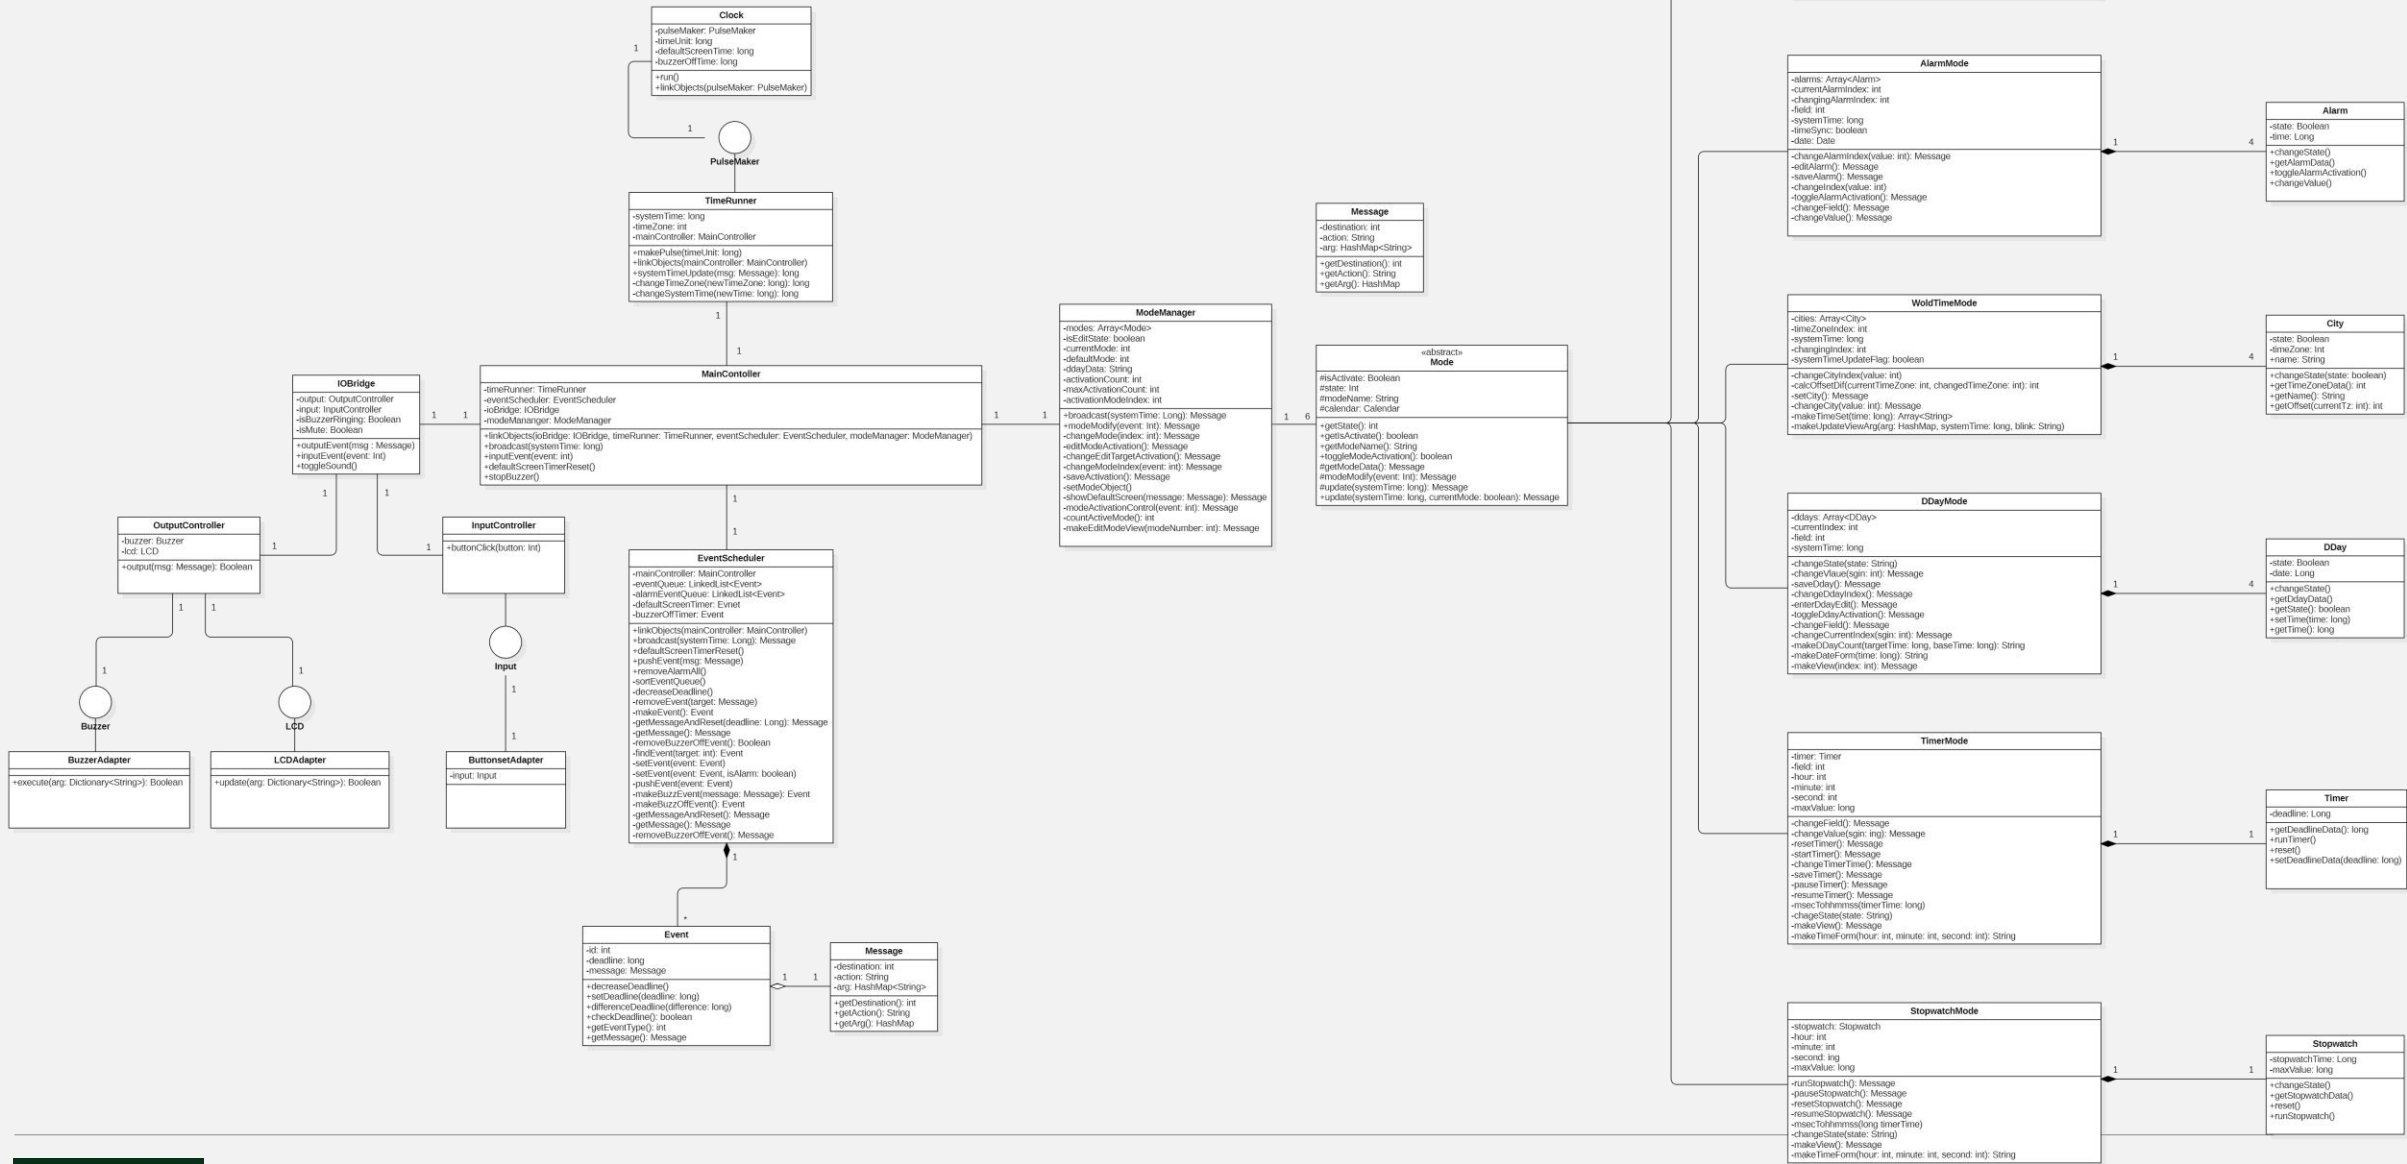 Clock
-pulseMaker: PulseMaker
-timeUnit: long
-defaultScreenTime: long
-buzzerOffTime: long
+run()
+linkObjects(pulseMaker: PulseMaker)
1
1
PulseMaker
TimeRunner
-systemTime: long
-timeZone: int
-mainController: MainController
+makePulse(timeUnit: long)
+linkObjects(mainController: MainController)
+systemTimeUpdate(msg: Message): long
-changeTimeZone(newTimeZone: long): long
-changeSystemTime(newTime: long): long
1
1
MainContoller
-timeRunner: TimeRunner
-eventScheduler: EventScheduler
-ioBridge: IOBridge
-modeMananger: ModeManager
+linkObjects(ioBridge: IOBridge, timeRunner: TimeRunner, eventScheduler: EventScheduler, modeManager: ModeManager)
+broadcast(systemTime: long)
+inputEvent(event: int)
+defaultScreenTimerReset()
+stopBuzzer()
1 1
IOBridge
-output: OutputController
-input: InputController
-isBuzzerRinging: Boolean
-isMute: Boolean
+outputEvent(msg : Message)
+inputEvent(event: Int)
+toggleSound()
1 1
OutputController
-buzzer: Buzzer
-lcd: LCD
+output(msg: Message): Boolean
1 1
InputController
+buttonClick(button: Int)
1 1
Input
1
1
1 1
Buzzer
LCD
BuzzerAdapter
+execute(arg: Dictionary<String>): Boolean
LCDAdapter
+update(arg: Dictionary<String>): Boolean
ButtonsetAdapter
-input: Input
1
1
EventScheduler
-mainController: MainController
-eventQueue: LinkedList<Event>
-alarmEventQueue: LinkedList<Event>
-defaultScreenTimer: Evnet
-buzzerOffTimer: Event
+linkObjects(mainController: MainController)
+broadcast(systemTime: Long): Message
+defaultScreenTimerReset()
+pushEvent(msg: Message)
+removeAlarmAll()
-sortEventQueue()
-decreaseDeadline()
-removeEvent(target: Message)
-makeEvent(): Event
-getMessageAndReset(deadline: Long): Message
-getMessage(): Message
-removeBuzzerOffEvent(): Boolean
-findEvent(target: int): Event
-setEvent(event: Event)
-setEvent(event: Event, isAlarm: boolean)
-pushEvent(event: Event)
-makeBuzzEvent(message: Message): Event
-makeBuzzOffEvent(): Event
-getMessageAndReset(): Message
-getMessage(): Message
-removeBuzzerOffEvent(): Message
1
*
Event
-id: int
-deadline: long
-message: Message
+decreaseDeadline()
+setDeadline(deadline: long)
+differenceDeadline(difference: long)
+checkDeadline(): boolean
+getEventType(): int
+getMessage(): Message
1 1
Message
-destination: int
-action: String
-arg: HashMap<String>
+getDestination(): int
+getAction(): String
+getArg(): HashMap
1 1
ModeManager
-modes: Array<Mode>
-isEditState: boolean
-currentMode: int
-defaultMode: int
-ddayData: String
-activationCount: int
-maxActivationCount: int
-activationModeIndex: int
+broadcast(systemTime: Long): Message
+modeModify(event: Int): Message
-changeMode(index: int): Message
-editModeActivation(): Message
-changeEditTargetActivation(): Message
-changeModeIndex(event: int): Message
-saveActivation(): Message
-setModeObject()
-showDefaultScreen(message: Message): Message
-modeActivationControl(event: int): Message
-countActiveMode(): int
-makeEditModeView(modeNumber: int): Message
1 6
Message
-destination: int
-action: String
-arg: HashMap<String>
+getDestination(): int
+getAction(): String
+getArg(): HashMap
«abstract»
Mode
#isActivate: Boolean
#state: Int
#modeName: String
#calendar: Calendar
+getState(): int
+getIsActivate(): boolean
+getModeName(): String
+toggleModeActivation(): boolean
#getModeData(): Message
#modeModify(event: Int): Message
#update(systemTime: long): Message
+update(systemTime: long, currentMode: boolean): Message
AlarmMode
-alarms: Array<Alarm>
-currentAlarmIndex: int
-changingAlarmIndex: int
-field: int
-systemTime: long
-timeSync: boolean
-date: Date
-changeAlarmIndex(value: int): Message
-editAlarm(): Message
-saveAlarm(): Message
-changeIndex(value: int)
-toggleAlarmActivation(): Message
-changeField(): Message
-changeValue(): Message
1 4
Alarm
-state: Boolean
-time: Long
+changeState()
+getAlarmData()
+toggleAlarmActivation()
+changeValue()
WoldTimeMode
-cities: Array<City>
-timeZoneIndex: int
-systemTime: long
-changingIndex: int
-systemTimeUpdateFlag: boolean
-changeCityIndex(value: int)
-calcOffsetDif(currentTimeZone: int, changedTimeZone: int): int
-setCity(): Message
-changeCity(value: int): Message
-makeTimeSet(time: long): Array<String>
-makeUpdateViewArg(arg: HashMap, systemTime: long, blink: String)
1 4
City
-state: Boolean
-timeZone: Int
+name: String
+changeState(state: boolean)
+getTimeZoneData(): int
+getName(): String
+getOffset(currentTz: int): int
DDayMode
-ddays: Array<DDay>
-currentIndex: int
-field: int
-systemTime: long
-changeState(state: String)
-changeVlaue(sgin: int): Message
-saveDday(): Message
-changeDdayIndex(): Message
-enterDdayEdit(): Message
-toggleDdayActivation(): Message
-changeField(): Message
-changeCurrentIndex(sgin: int): Message
-makeDDayCount(targetTime: long, baseTime: long): String
-makeDateForm(time: long): String
-makeView(index: int): Message
1 4
DDay
-state: Boolean
-date: Long
+changeState()
+getDdayData()
+getState(): boolean
+setTime(time: long)
+getTime(): long
TimerMode
-timer: Timer
-field: int
-hour: int
-minute: int
-second: int
-maxValue: long
-changeField(): Message
-changeValue(sgin: ing): Message
-resetTimer(): Message
-startTimer(): Message
-changeTimerTime(): Message
-saveTimer(): Message
-pauseTimer(): Message
-resumeTimer(): Message
-msecTohhmmss(timerTime: long)
-chageState(state: String)
-makeView(): Message
-makeTimeForm(hour: int, minute: int, second: int): String
1 1
Timer
-deadline: Long
+getDeadlineData(): long
+runTimer()
+reset()
+setDeadlineData(deadline: long)
StopwatchMode
-stopwatch: Stopwatch
-hour: int
-minute: int
-second: ing
-maxValue: long
-runStopwatch(): Message
-pauseStopwatch(): Message
-resetStopwatch(): Message
-resumeStopwatch(): Message
-msecTohhmmss(long timerTime)
-changeState(state: String)
-makeView(): Message
-makeTimeForm(hour: int, minute: int, second: int): String
1 1
Stopwatch
-stopwatchTime: Long
-maxValue: long
+changeState()
+getStopwatchData()
+reset()
+runStopwatch()